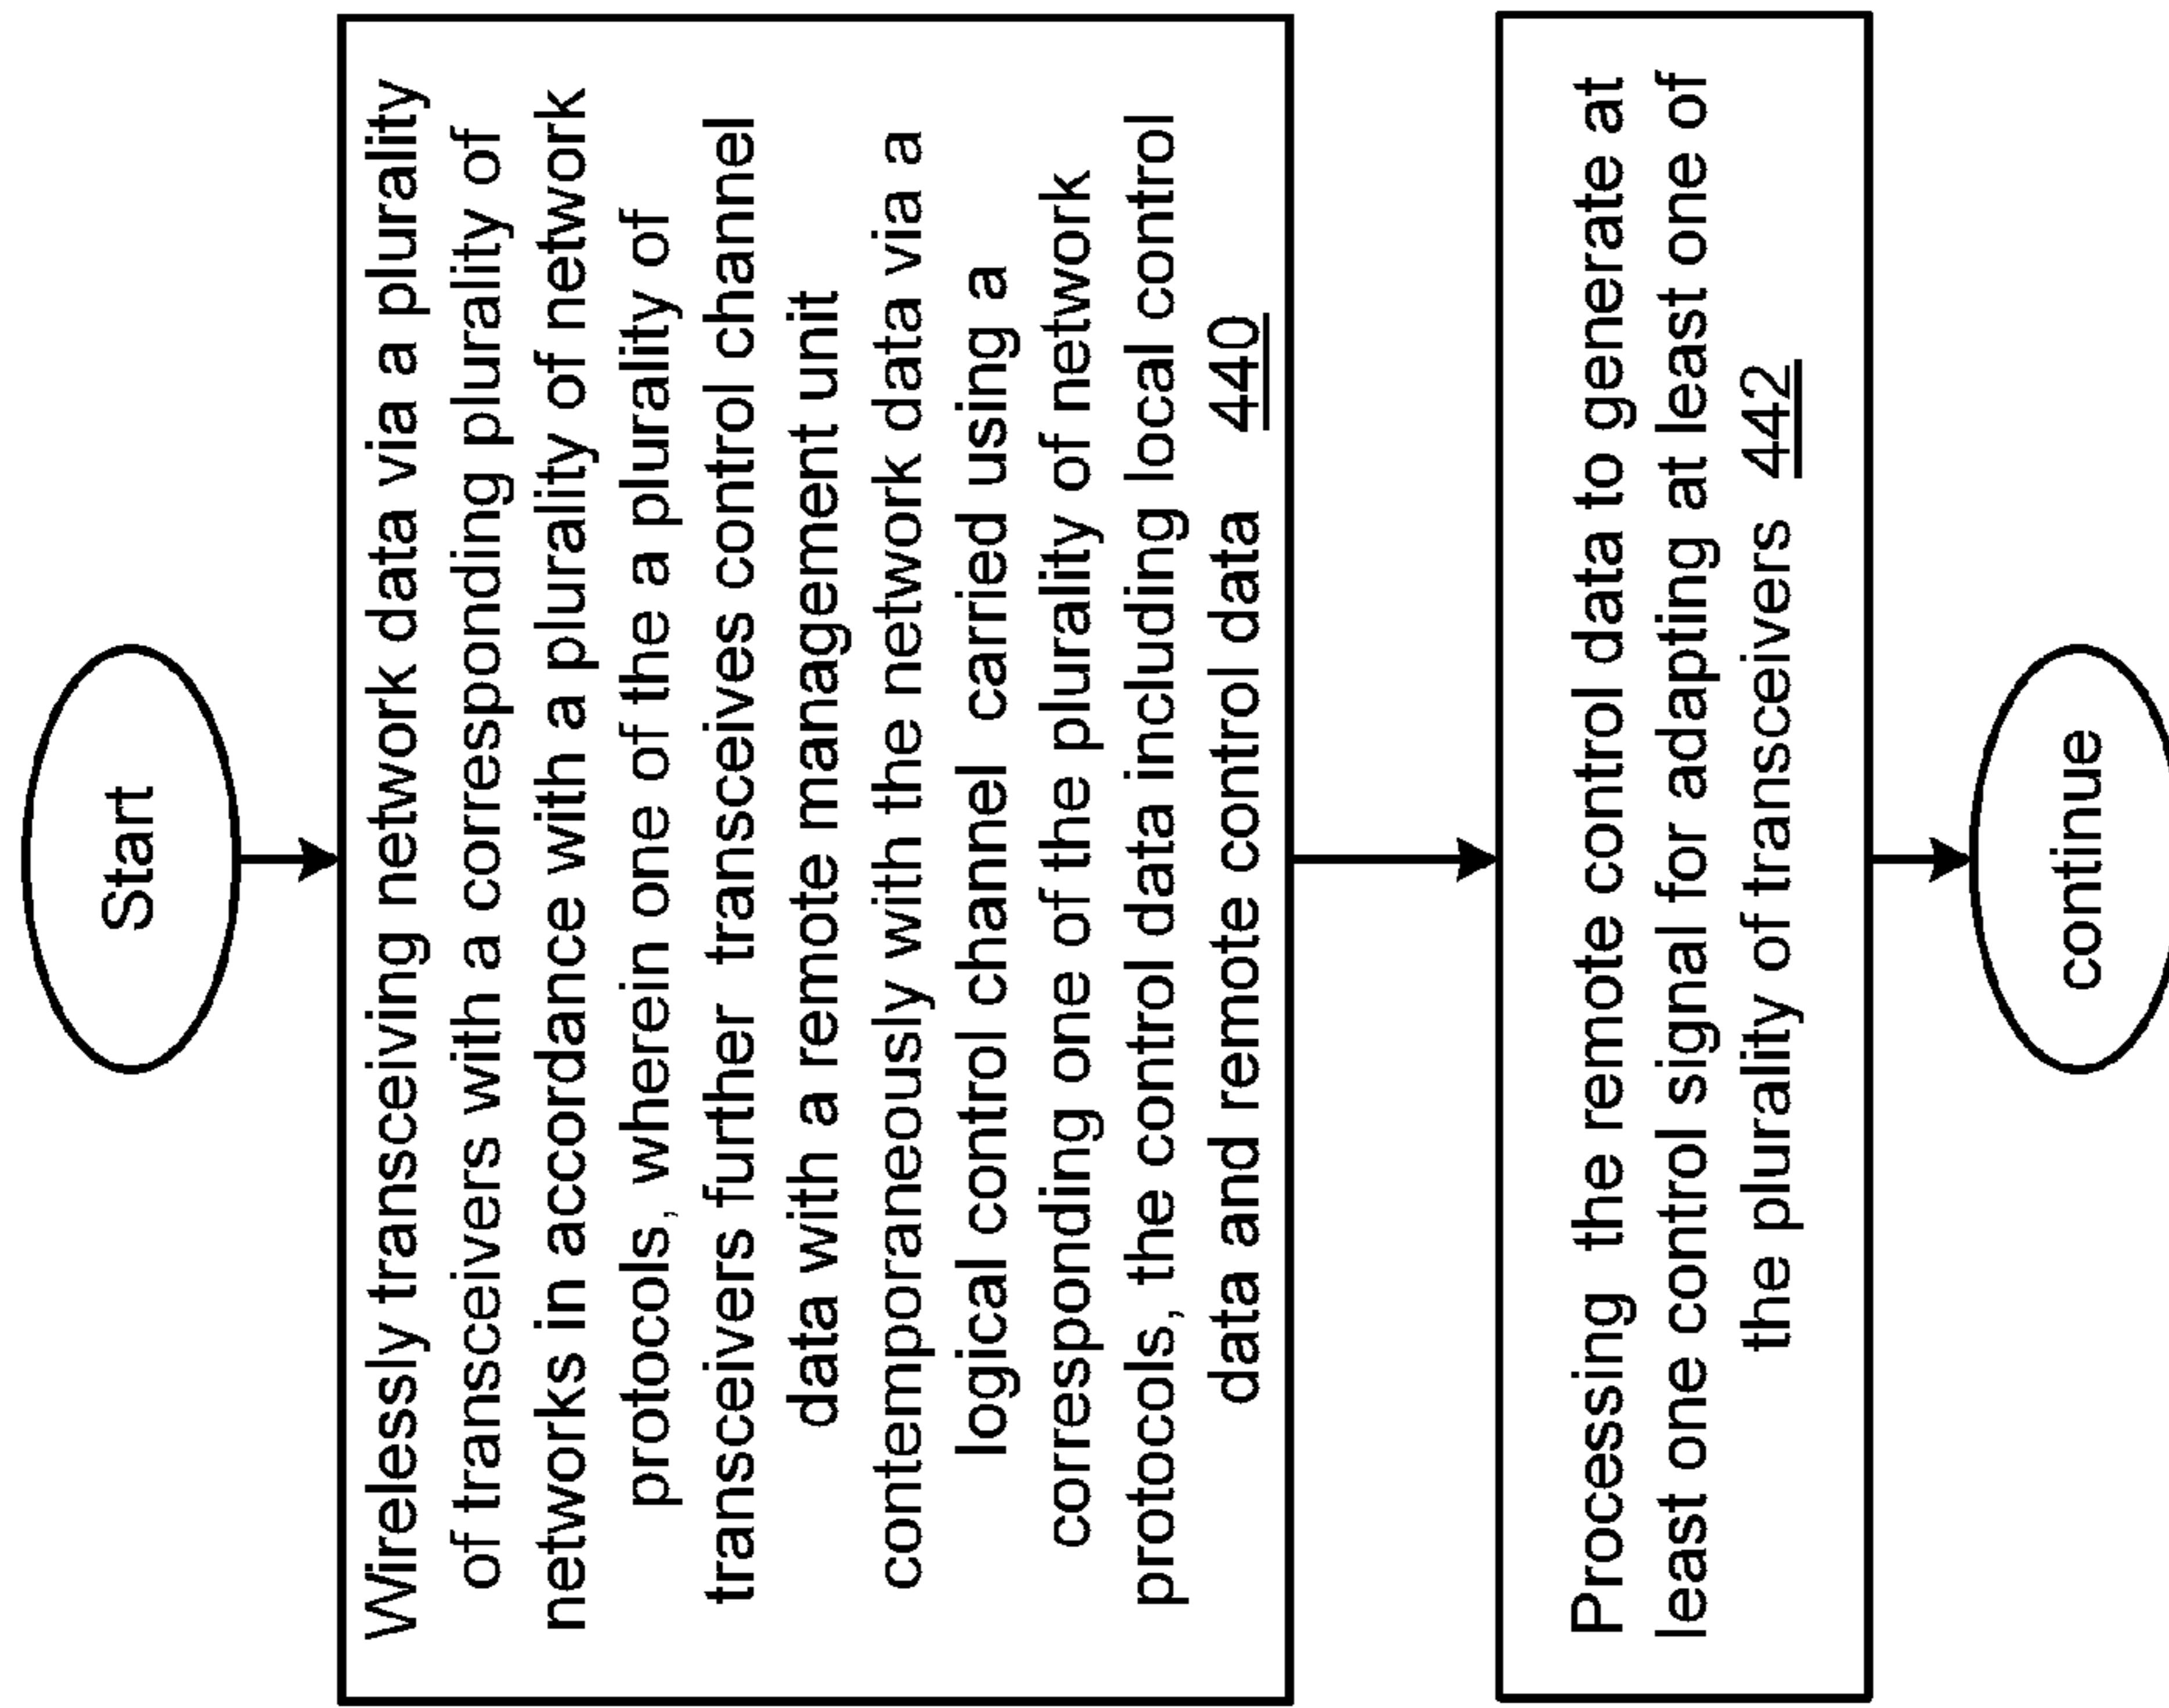 Start
Wirelessly transceiving network data via a plurality
of transceivers with a corresponding plurality of
networks in accordance with a plurality of network
protocols, wherein one of the a plurality of
transceivers further transceives control channel
data with a remote management unit
contemporaneously with the network data via a
logical control channel carried using a
corresponding one of the plurality of network
protocols, the control data including local control
data and remote control data 440
Processing the remote control data to generate at
least one control signal for adapting at least one of
the plurality of transceivers 442
continue